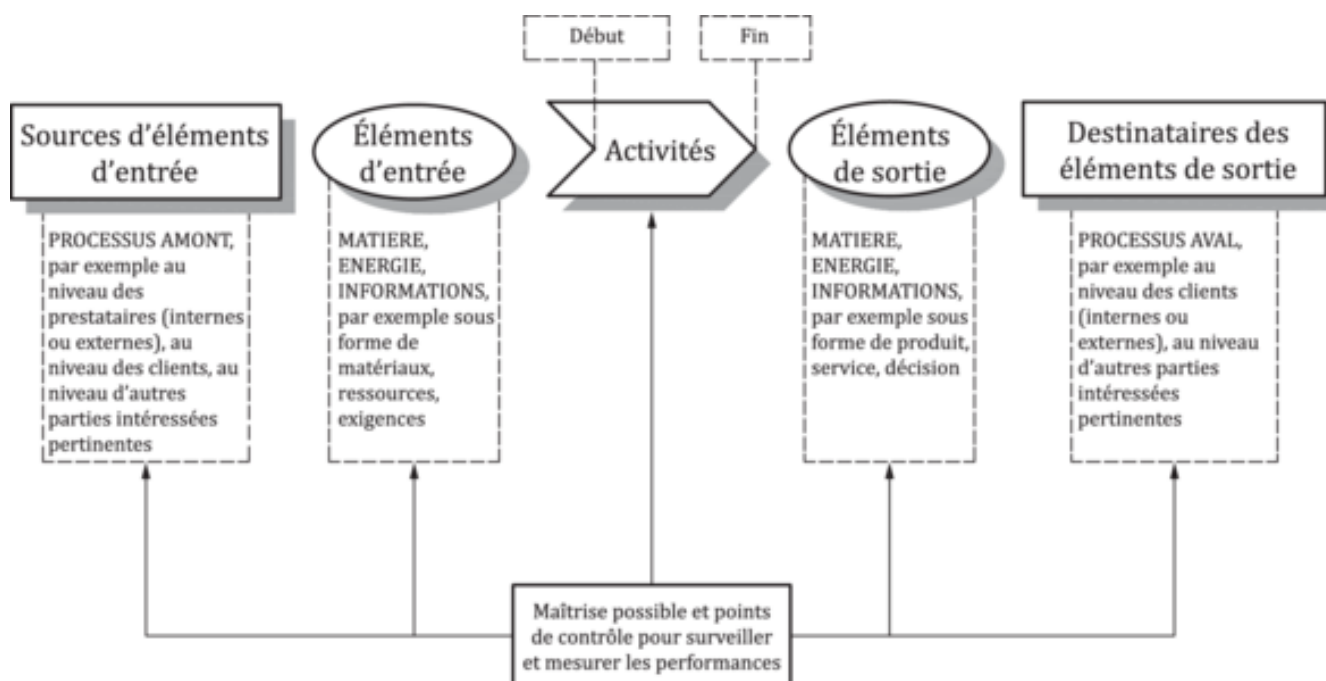 Début
Fin
Sources d'éléments
d'entrée
Éléments
d'entrée
Activités
Éléments
de sortie
Destinataires des
éléments de sortie
PROCESSUS AMONT,
par exemple au
niveau des
prestataires (internes
ou externes), au
niveau des clients, au
niveau d'autres
parties intéressées
pertinentes
MATIERE,
ENERGIE,
INFORMATIONS,
par exemple sous
forme de
matériaux,
ressources,
exigences
MATIERE,
ENERGIE,
INFORMATIONS,
par exemple sous
forme de produit,
service, décision
PROCESSUS AVAL,
par exemple au
niveau des clients
(internes ou
externes), au niveau
d'autres parties
intéressées
pertinentes
Maîtrise possible et points
de contrôle pour surveiller
et mesurer les performances